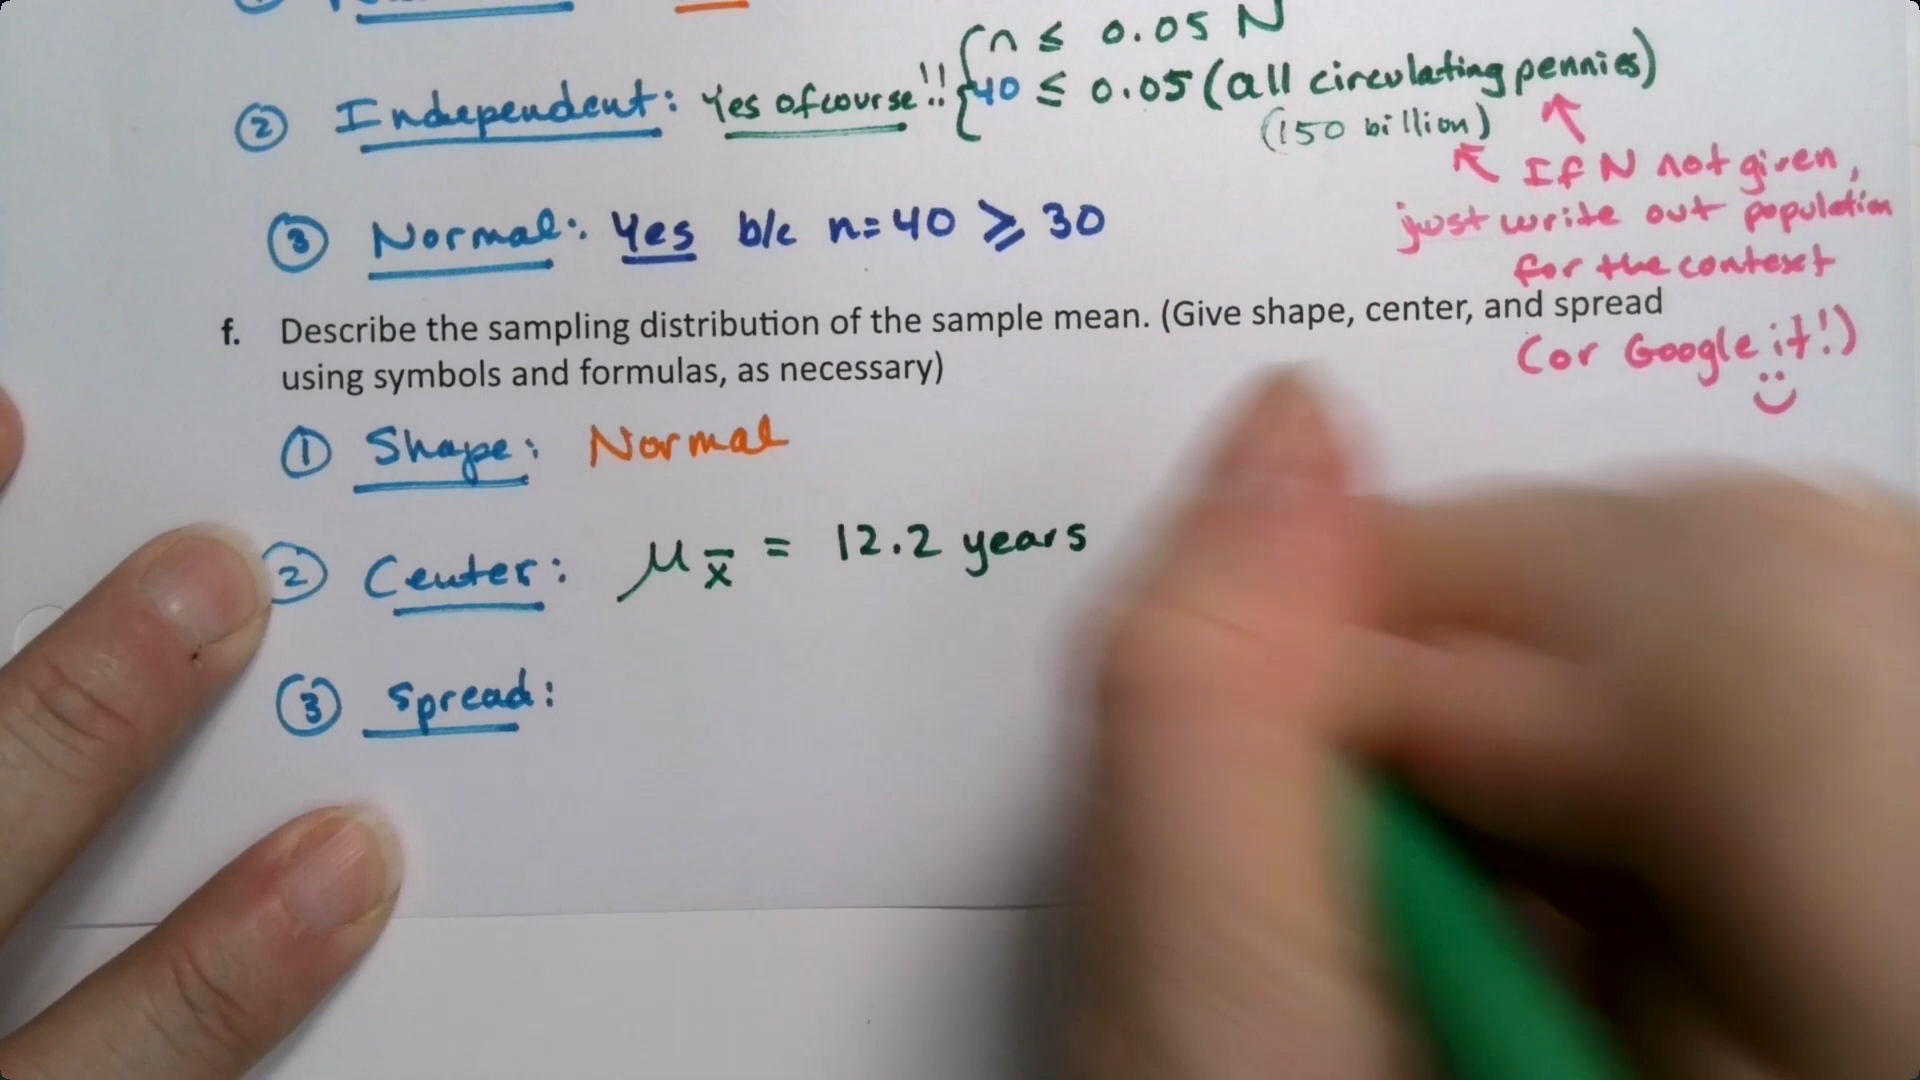 n ≤ 0.05 N
② Independent: Yes of course!! 40 ≤ 0.05 (all circulating pennies)
(150 billion)
If N not given,
just write out population
for the context
(or Google it!)
③ Normal: Yes b/c n=40 ≥ 30
f. Describe the sampling distribution of the sample mean. (Give shape, center, and spread
using symbols and formulas, as necessary)
① Shape: Normal
② Center: μx̄ = 12.2 years
③ Spread: